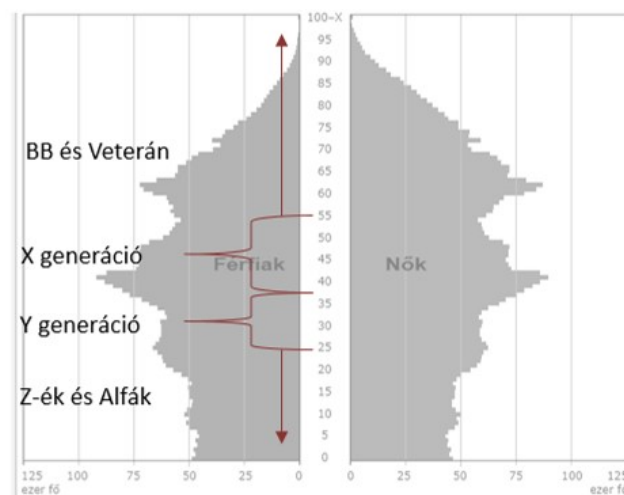 100-X
95
90
85
80
75
70
65
60
55
50
45
40
35
30
25
20
15
10
5
0
BB és Veterán
X generáció
Y generáció
Z-ék és Alfák
Férfiak
Nők
125 100 75 50 25 0
ezer fő
0 25 50 75 100 125
ezer fő